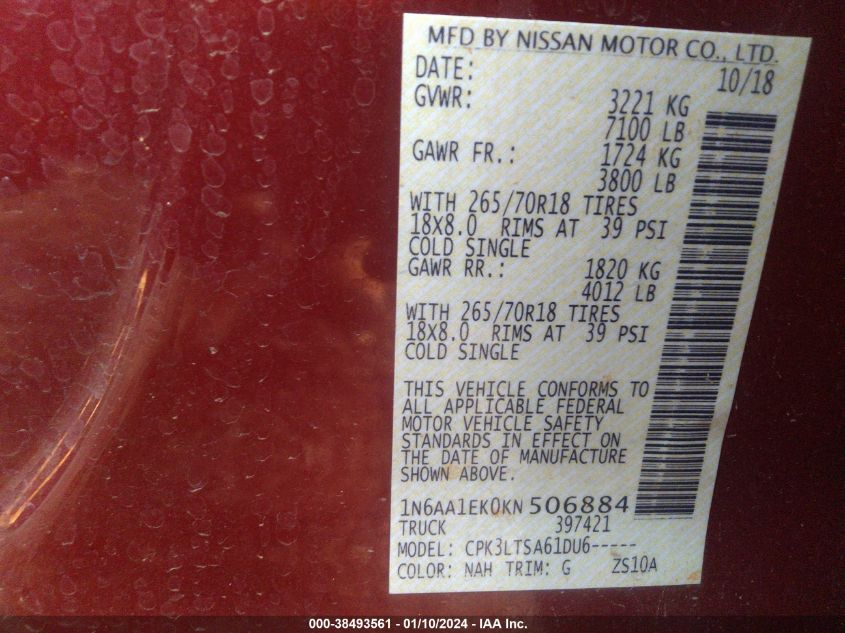 MFD BY NISSAN MOTOR CO., LTD.
DATE: 10/18
GVWR: 3221 KG
7100 LB
GAWR FR.: 1724 KG
3800 LB
WITH 265/70R18 TIRES
18X8.0 RIMS AT 39 PSI
COLD SINGLE
GAWR RR.: 1820 KG
4012 LB
WITH 265/70R18 TIRES
18X8.0 RIMS AT 39 PSI
COLD SINGLE
THIS VEHICLE CONFORMS TO
ALL APPLICABLE FEDERAL
MOTOR VEHICLE SAFETY
STANDARDS IN EFFECT ON
THE DATE OF MANUFACTURE
SHOWN ABOVE.
1N6AA1EK0KN506884
TRUCK 397421
MODEL: CPK3LTSA61DU6-----
COLOR: NAH TRIM: G ZS10A
000-38493561 - 01/10/2024 - IAA Inc.